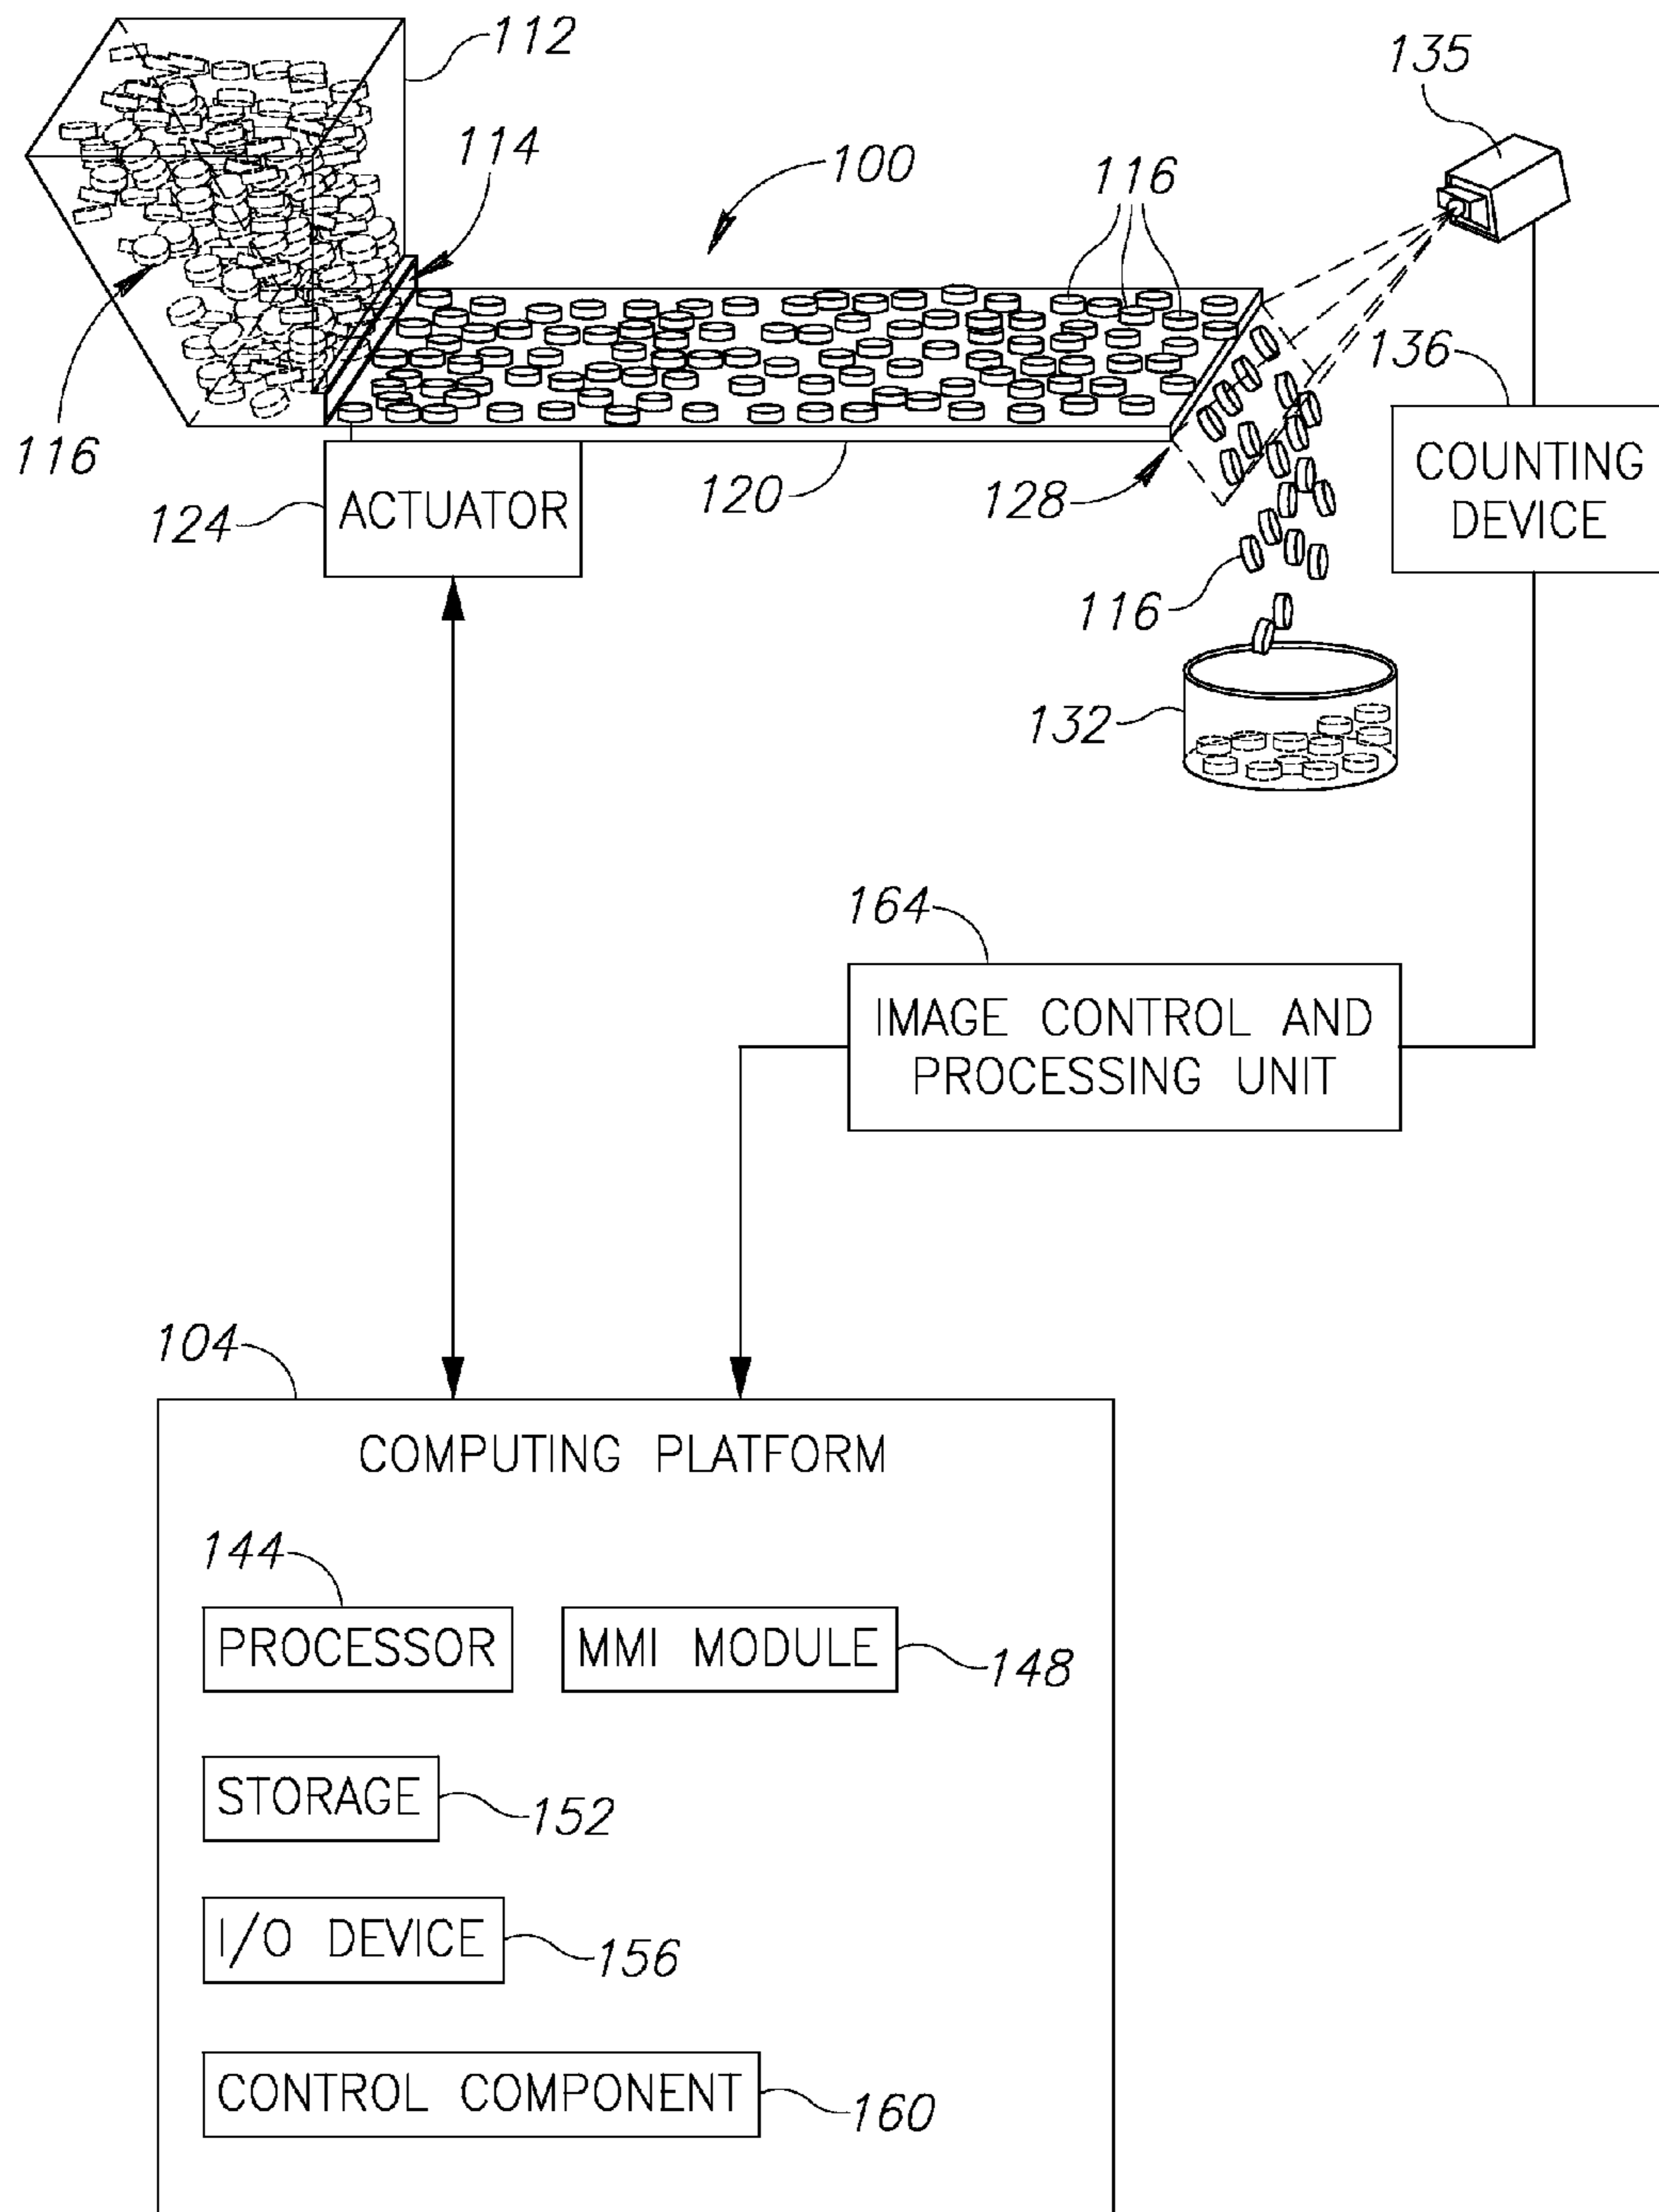 112
135
114
100
116
136
116
COUNTING
DEVICE
120
128
124
ACTUATOR
116
132
164
IMAGE CONTROL AND
PROCESSING UNIT
104
COMPUTING PLATFORM
144
PROCESSOR
MMI MODULE
148
STORAGE
152
I/O DEVICE
156
CONTROL COMPONENT
160